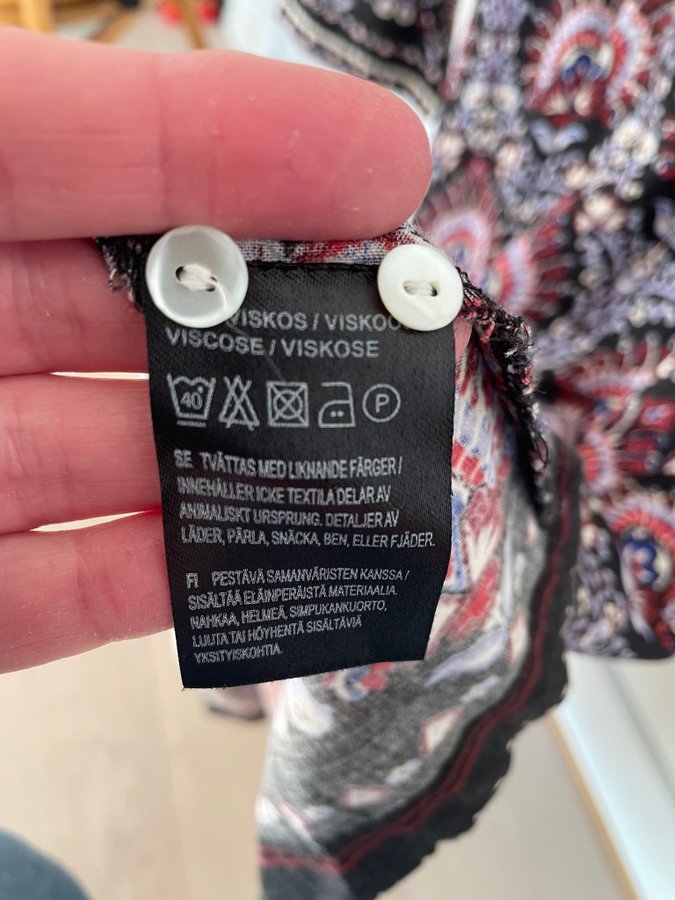 VISKOS / VISKOO
VISCOSE / VISKOSE
40° P
SE TVÄTTAS MED LIKNANDE FÄRGER /
INNEHÅLLER ICKE TEXTILA DELAR AV
ANIMALISKT URSPRUNG. DETALJER AV
LÄDER, PÄRLA, SNÄCKA, BEN, ELLER FJÄDER.
FI PESTÄVÄ SAMANVÄRISTEN KANSSA /
SISÄLTÄÄ ELÄINPERÄISTÄ MATERIAALIA.
NAHKAA, HELMEÄ, SIMPUKANKUORTO,
LUUTA TAI HÖYHENTÄ SISÄLTÄVIÄ
YKSITYISKOHTIA.